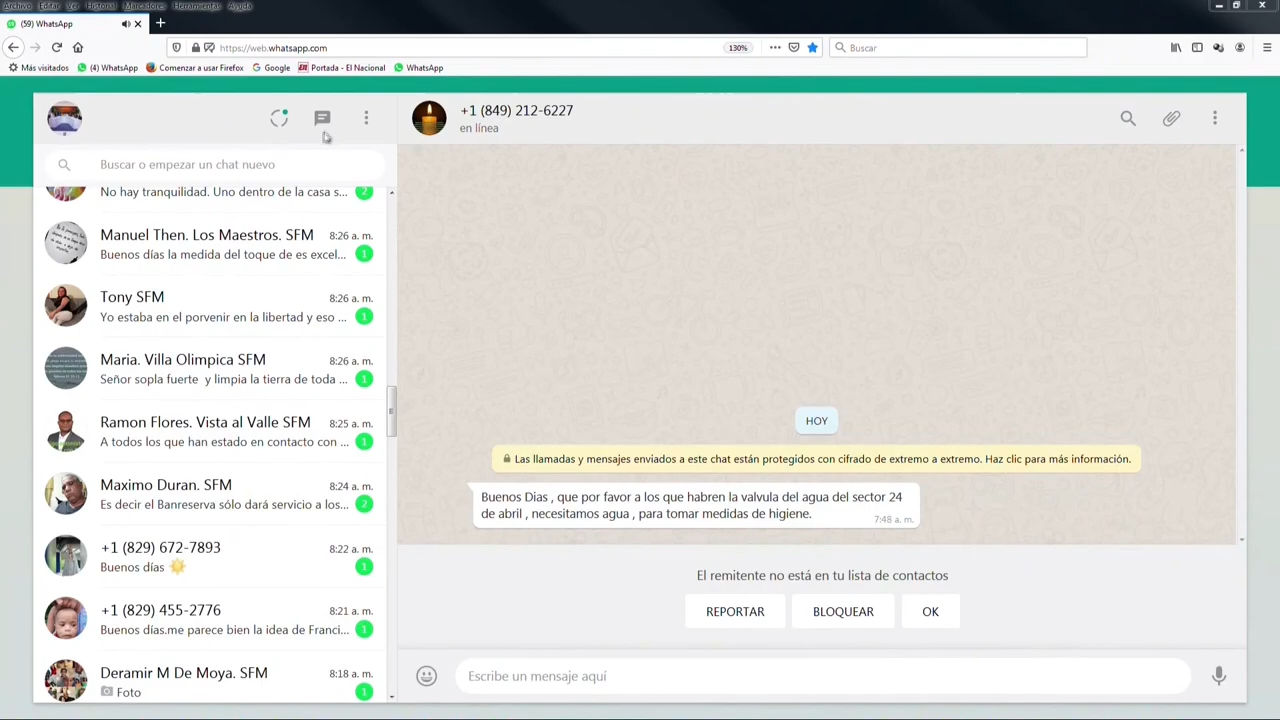 Archivo Editar Ver Historial Marcadores Herramientas Ayuda
(59) WhatsApp
https://web.whatsapp.com
130%
Buscar
Más visitados
(4) WhatsApp
Comenzar a usar Firefox
Google
Portada - El Nacional
WhatsApp
+1 (849) 212-6227
en línea
Buscar o empezar un chat nuevo
No hay tranquilidad. Uno dentro de la casa s...
2
Manuel Then. Los Maestros. SFM
8:26 a. m.
Buenos días la medida del toque de es excel...
1
Tony SFM
8:26 a. m.
Yo estaba en el porvenir en la libertad y eso ...
1
Maria. Villa Olimpica SFM
8:26 a. m.
Señor sopla fuerte y limpia la tierra de toda ...
1
Ramon Flores. Vista al Valle SFM
8:25 a. m.
A todos los que han estado en contacto con ...
1
Maximo Duran. SFM
8:24 a. m.
Es decir el Banreserva sólo dará servicio a los...
2
+1 (829) 672-7893
8:22 a. m.
Buenos días
1
+1 (829) 455-2776
8:21 a. m.
Buenos días.me parece bien la idea de Franci...
1
Deramir M De Moya. SFM
8:18 a. m.
Foto
1
HOY
Las llamadas y mensajes enviados a este chat están protegidos con cifrado de extremo a extremo. Haz clic para más información.
Buenos Dias , que por favor a los que habren la valvula del agua del sector 24
de abril , necesitamos agua , para tomar medidas de higiene.
7:48 a. m.
El remitente no está en tu lista de contactos
REPORTAR
BLOQUEAR
OK
Escribe un mensaje aquí